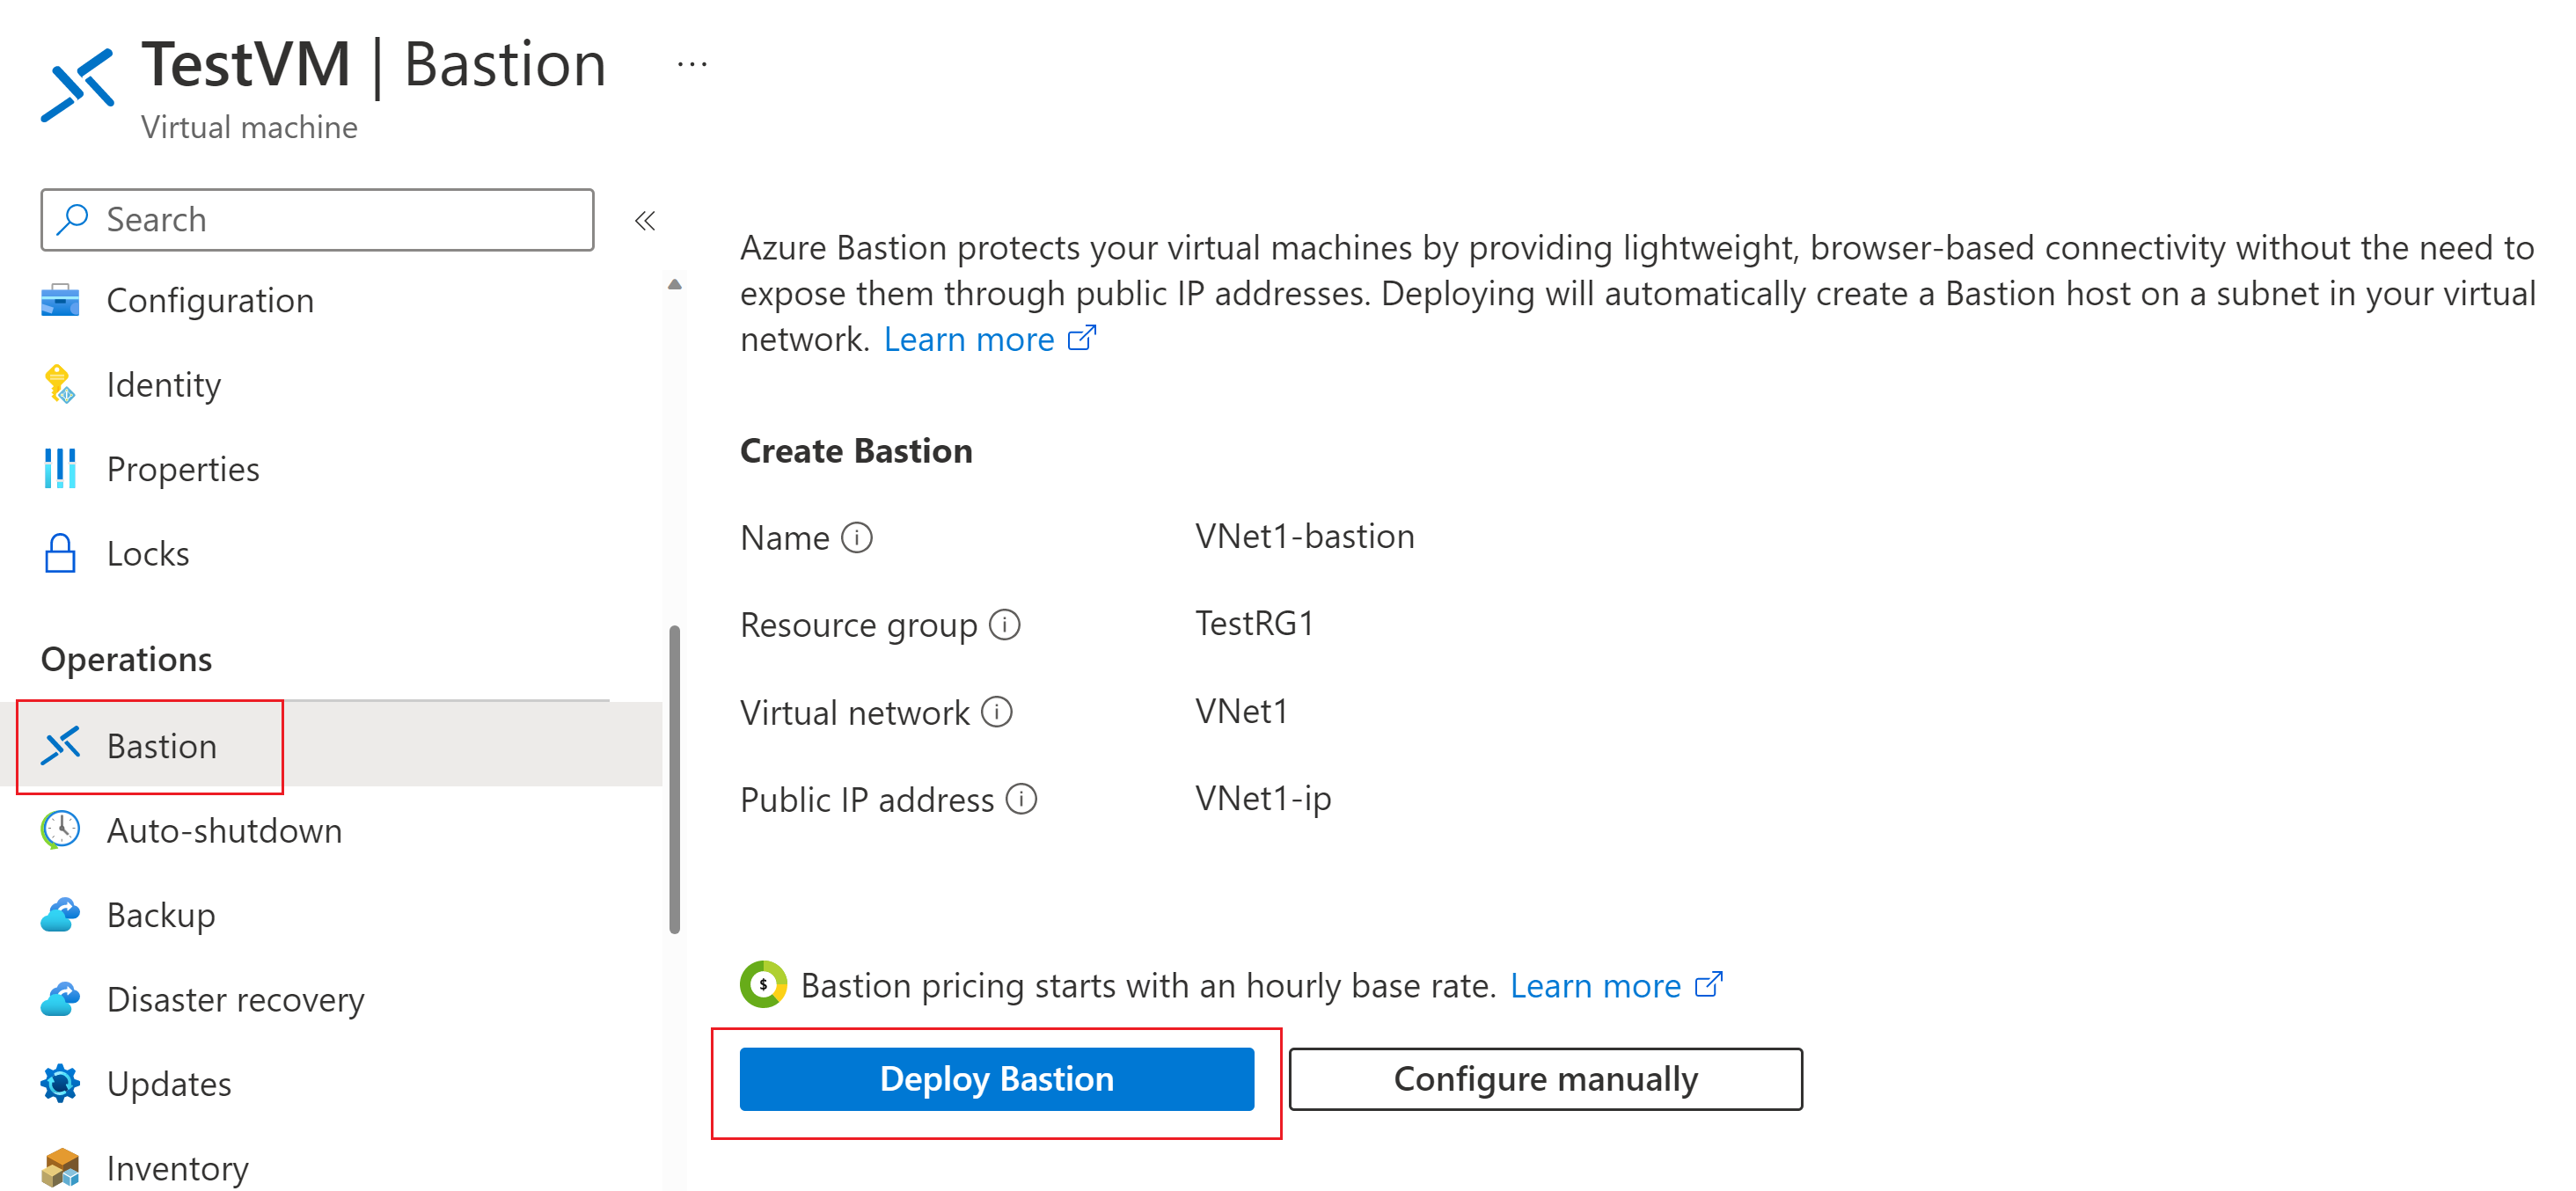 TestVM | Bastion ...
Virtual machine
Search
Configuration
Identity
Properties
Locks
Operations
Bastion
Auto-shutdown
Backup
Disaster recovery
Updates
Inventory
Azure Bastion protects your virtual machines by providing lightweight, browser-based connectivity without the need to
expose them through public IP addresses. Deploying will automatically create a Bastion host on a subnet in your virtual
network. Learn more
Create Bastion
Name VNet1-bastion
Resource group TestRG1
Virtual network VNet1
Public IP address VNet1-ip
Bastion pricing starts with an hourly base rate. Learn more
Deploy Bastion
Configure manually